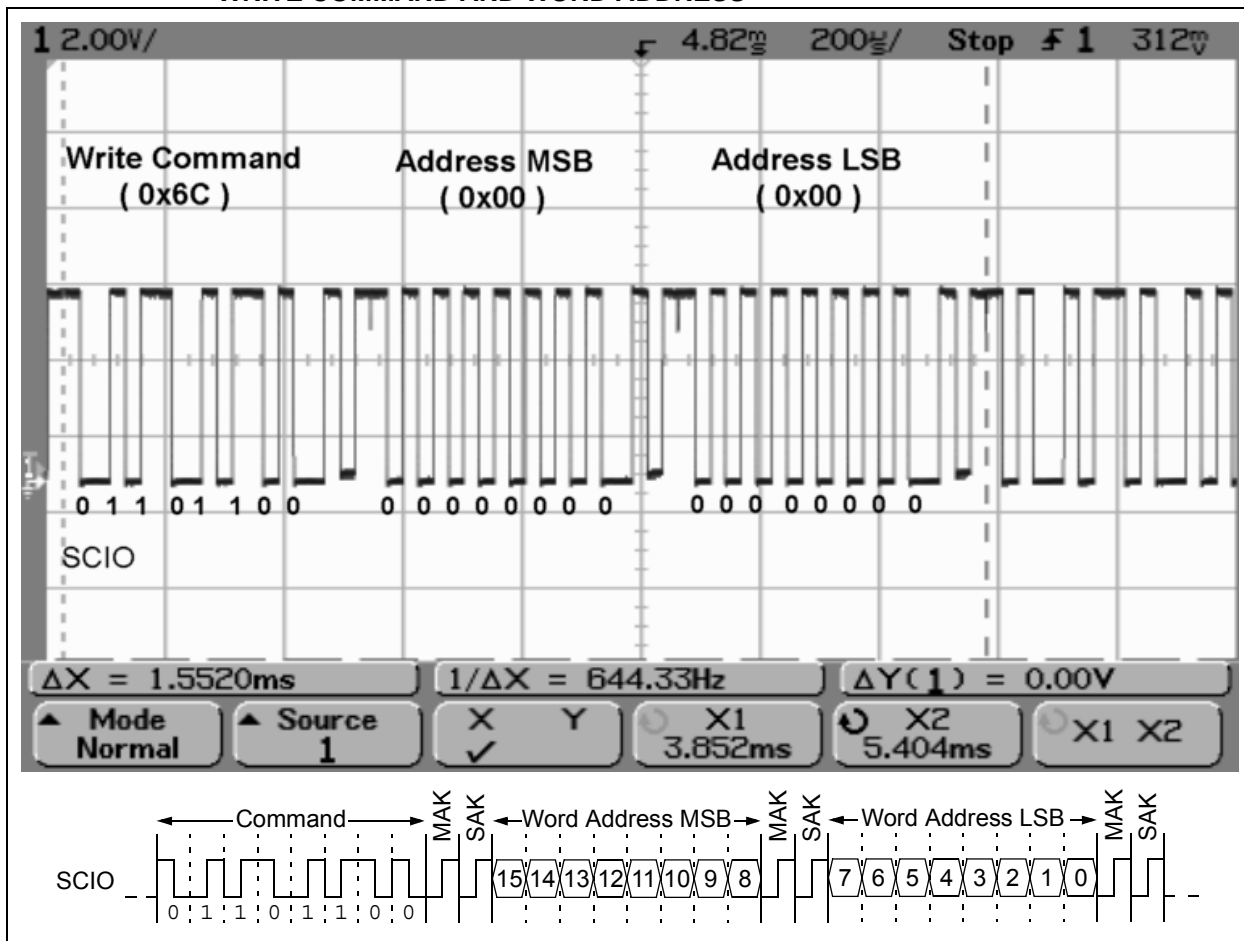 1 2.00V/ 4.82ms 200µs/ Stop 1 312mV
Write Command Address MSB Address LSB
( 0x6C ) ( 0x00 ) ( 0x00 )
0 1 1 0 1 1 0 0 0 0 0 0 0 0 0 0 0 0 0 0 0 0 0 0
SCIO
ΔX = 1.5520ms 1/ΔX = 644.33Hz ΔY(1) = 0.00V
Mode Source X Y X1 X2 X1 X2
Normal 1 ✓ 3.852ms 5.404ms
Command MAK SAK Word Address MSB MAK SAK Word Address LSB MAK SAK
SCIO 15 14 13 12 11 10 9 8 7 6 5 4 3 2 1 0
0 1 1 0 1 1 0 0